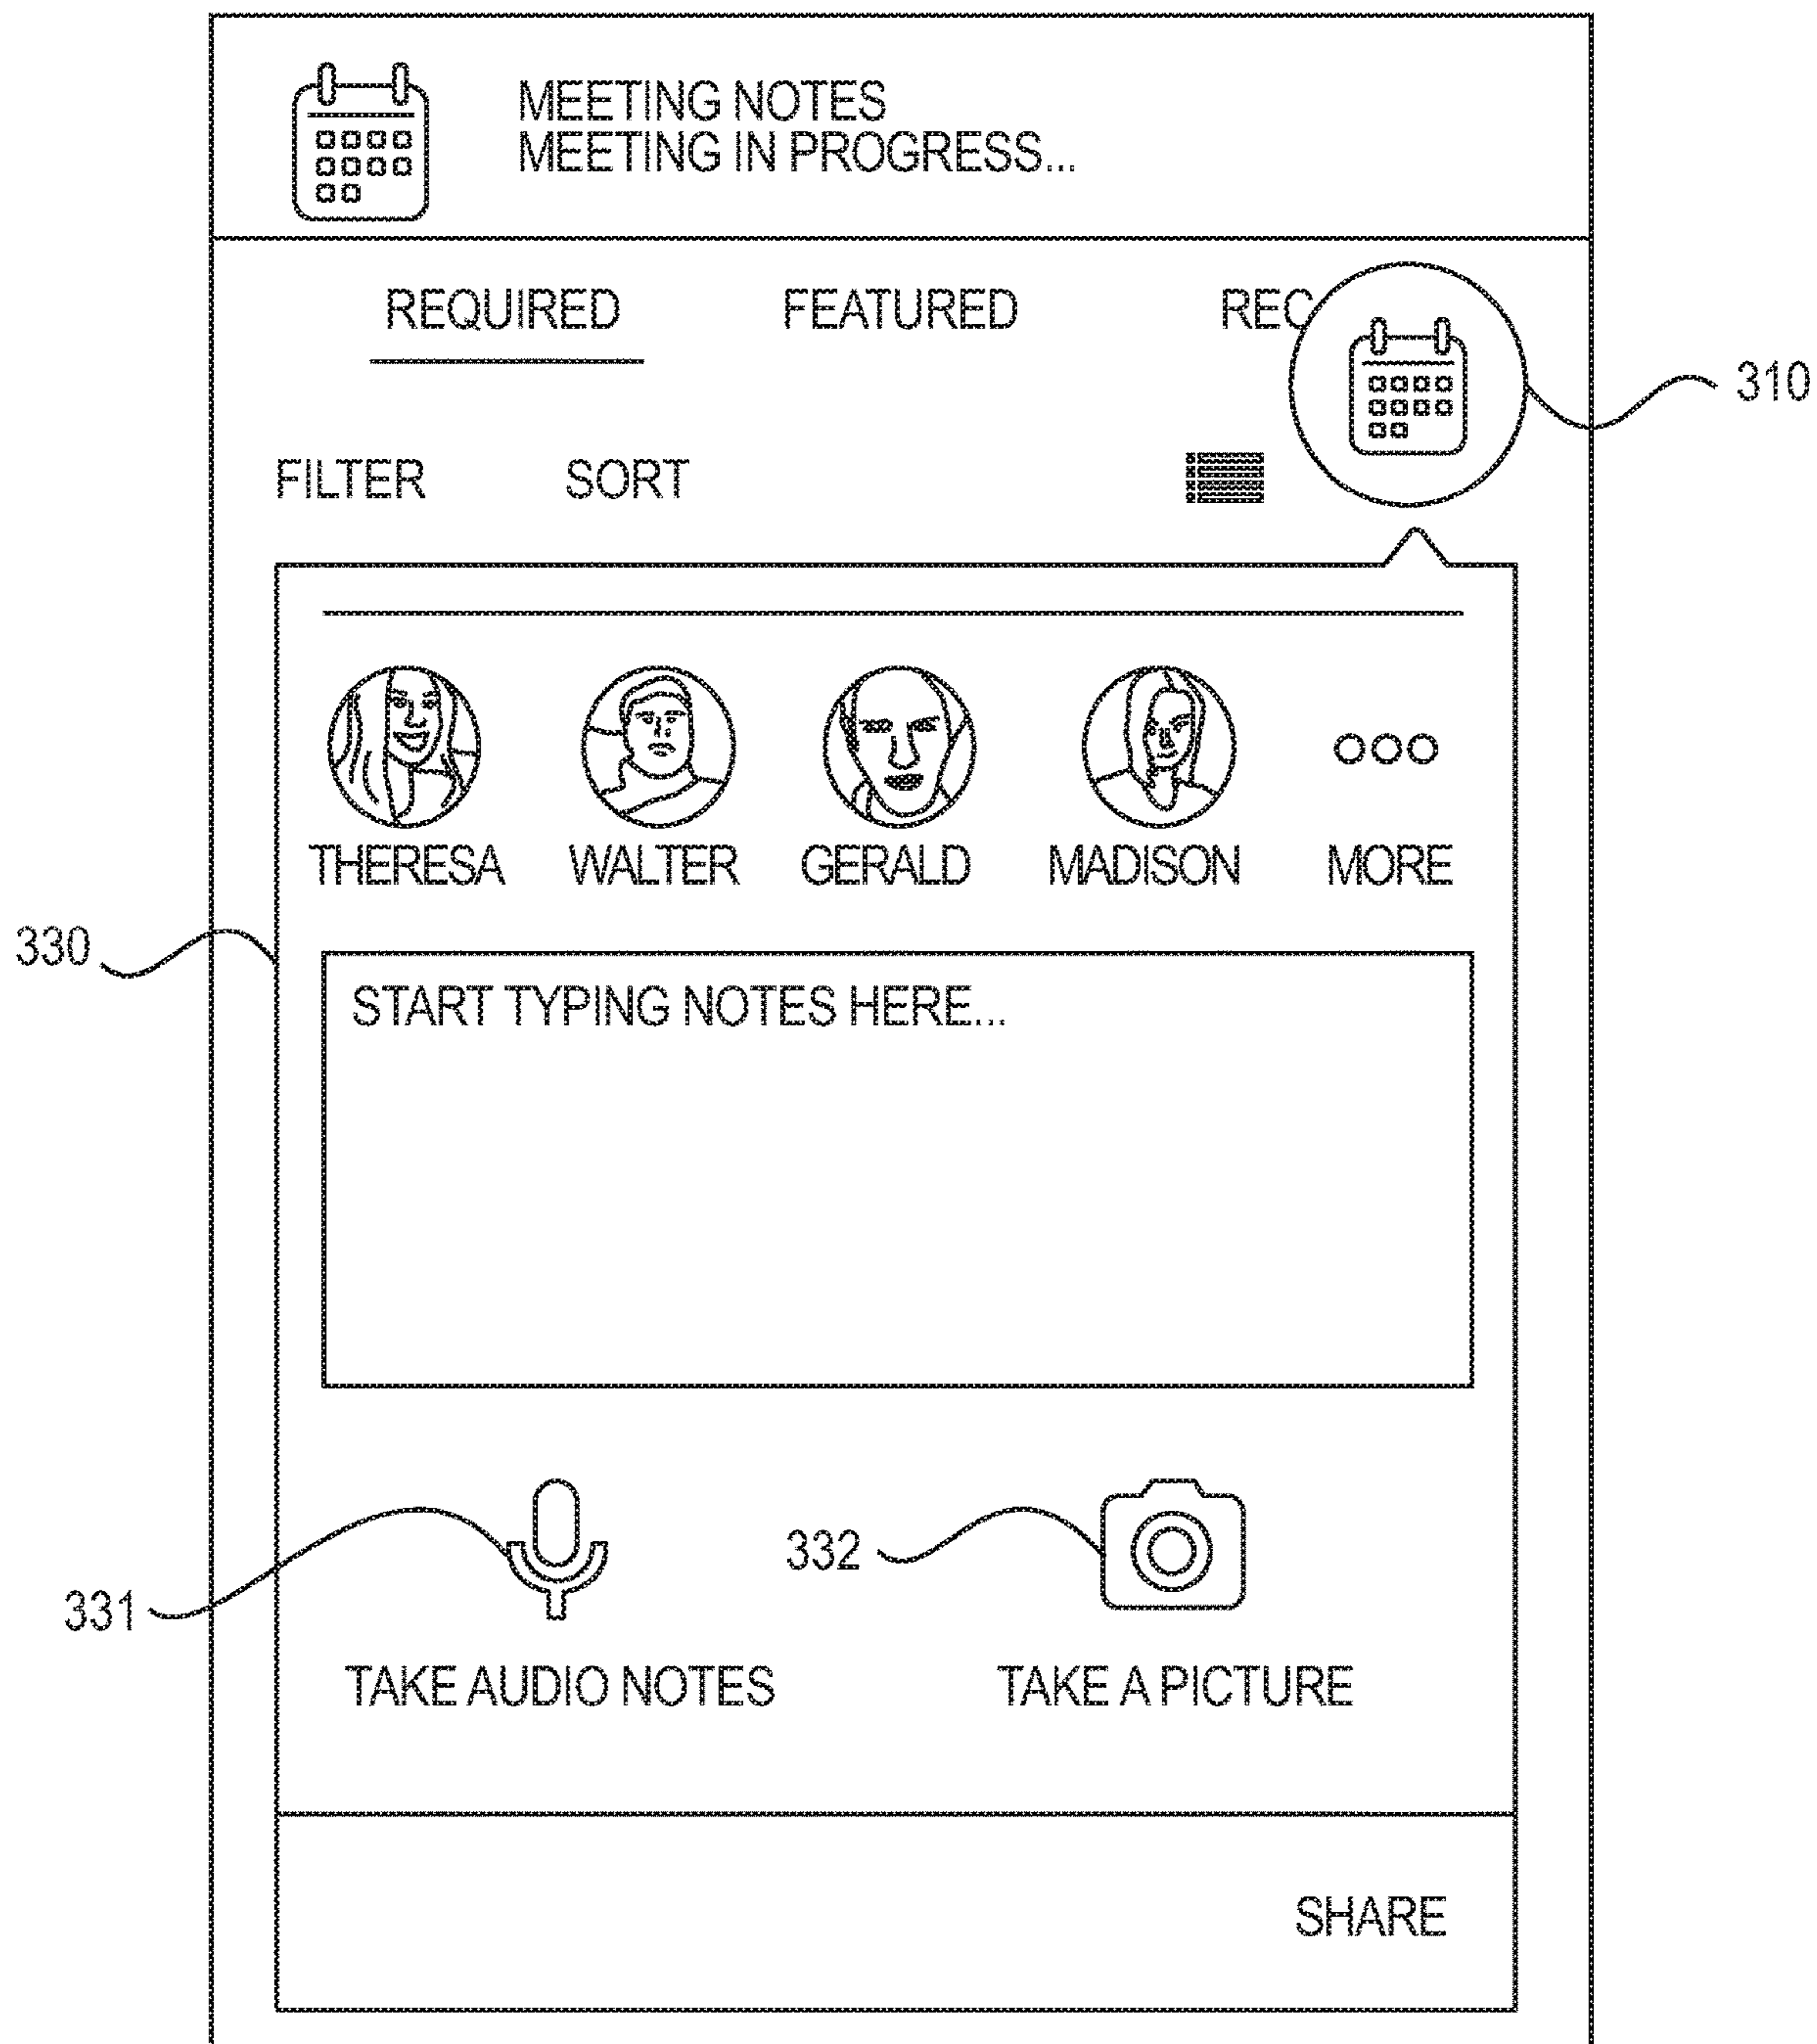 MEETING NOTES
MEETING IN PROGRESS...
REQUIRED FEATURED REC
310
FILTER SORT
THERESA WALTER GERALD MADISON MORE
330
START TYPING NOTES HERE...
332
331
TAKE AUDIO NOTES TAKE A PICTURE
SHARE